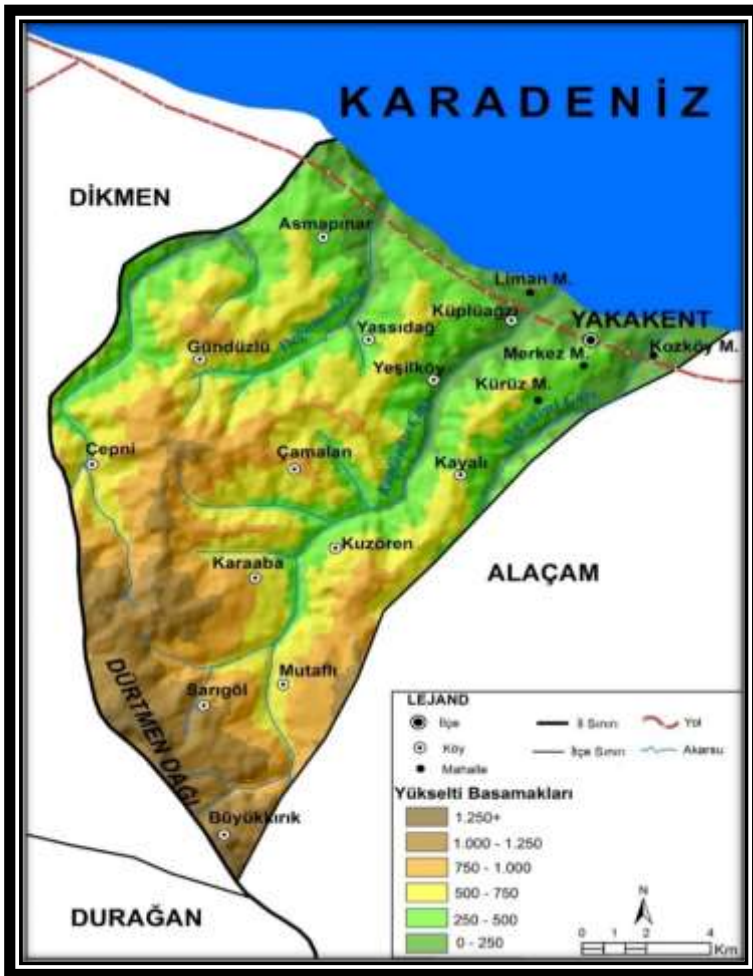 KARADENİZ
DİKMEN
Asmapınar
Liman M.
Küplüağzı
YAKAKENT
Yassıdag
Merkez M.
Kozköy M.
Gündüzlü
Yeşilköy
Kürüz M.
Çepni
Çamalan
Kayalı
Kuzören
Karaaba
ALAÇAM
Mutaflı
Sarıgöl
DÜRTMEN DAĞI
Büyükkırık
DURAĞAN
LEJAND
İlçe
İl Sınırı
Yol
Köy
İlçe Sınırı
Akarsu
Mahalle
Yükselti Basamakları
1.250+
1.000 - 1.250
750 - 1.000
500 - 750
250 - 500
0 - 250
N
0 1 2 4
Km